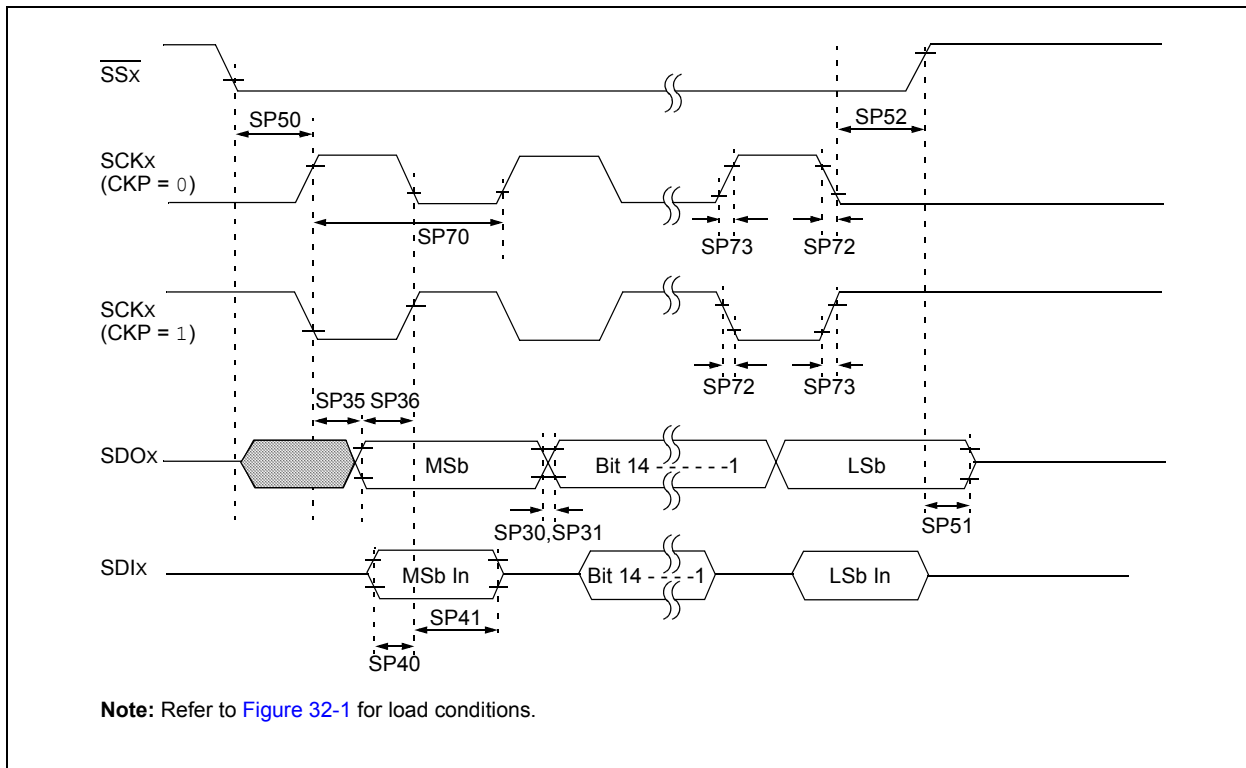 SSx
SP50
SP52
SCKx
(CKP = 0)
SP70
SP73
SP72
SCKx
(CKP = 1)
SP72
SP73
SP35
SP36
SDOx
MSb
Bit 14 - - - - - -1
LSb
SP30,SP31
SP51
SDIx
MSb In
Bit 14 - - - - -1
LSb In
SP41
SP40
Note: Refer to Figure 32-1 for load conditions.